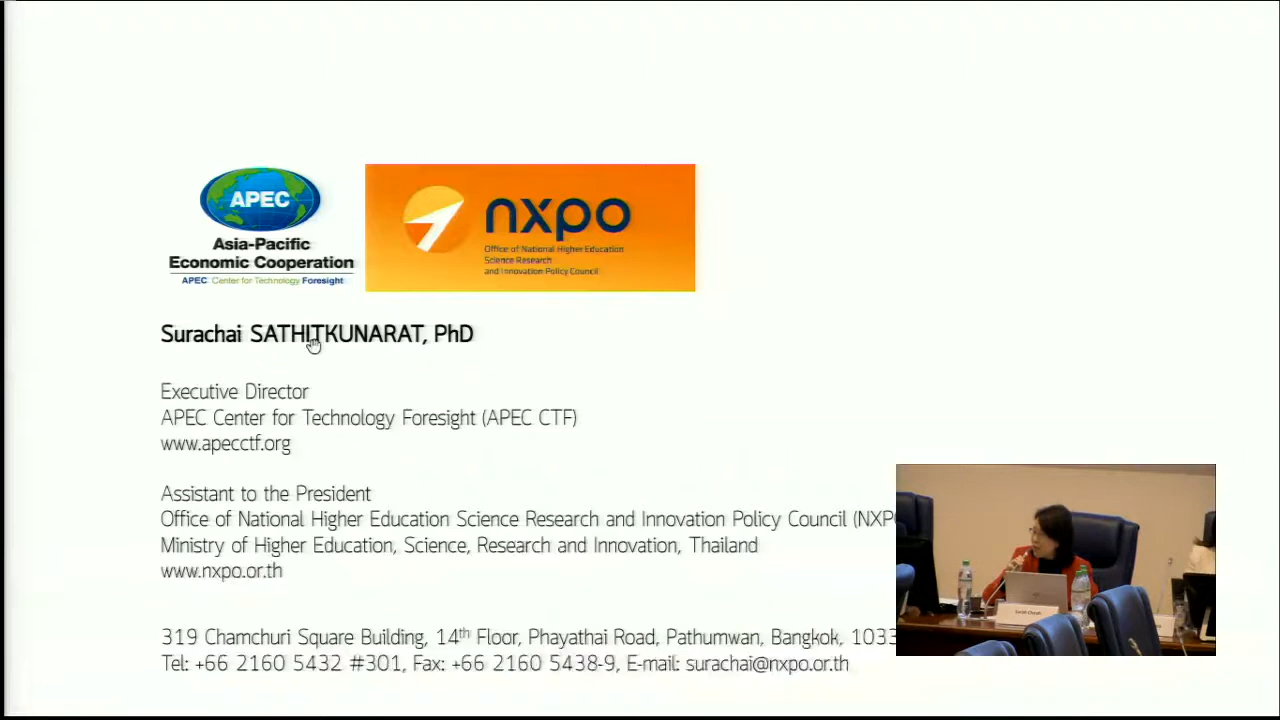 APEC
Asia-Pacific
Economic Cooperation
APEC Center for Technology Foresight
nxpo
Office of National Higher Education
Science Research
and Innovation Policy Council
Surachai SATHITKUNARAT, PhD
Executive Director
APEC Center for Technology Foresight (APEC CTF)
www.apecctf.org
Assistant to the President
Office of National Higher Education Science Research and Innovation Policy Council (NXP
Ministry of Higher Education, Science, Research and Innovation, Thailand
www.nxpo.or.th
319 Chamchuri Square Building, 14th Floor, Phayathai Road, Pathumwan, Bangkok, 1033
Tel: +66 2160 5432 #301, Fax: +66 2160 5438-9, E-mail: surachai@nxpo.or.th